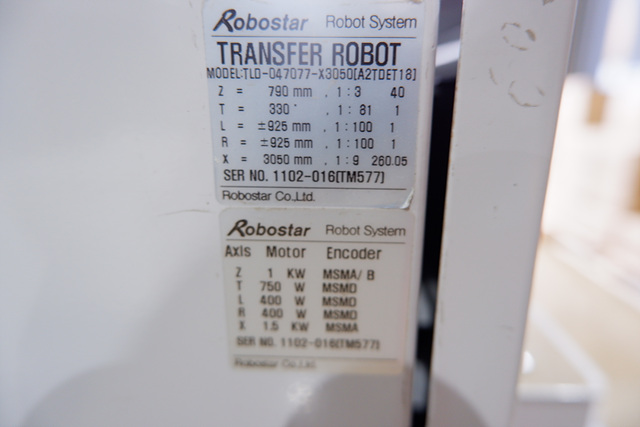 Robostar Robot System
TRANSFER ROBOT
MODEL:TLD-047077-X3050[A2TDET18]
Z = 790 mm , 1 : 3 40
T = 330° , 1 : 81 1
L = ±925 mm , 1 : 100 1
R = ±925 mm , 1 : 100 1
X = 3050 mm , 1 : 9 260.05
SER NO. 1102-016[TM577]
Robostar Co.,Ltd.
Robostar Robot System
Axis Motor Encoder
Z 1 KW MSMA/ B
T 750 W MSMD
L 400 W MSMD
R 400 W MSMD
X 1.5 KW MSMA
SER NO. 1102-016[TM577]
Robostar Co.,Ltd.